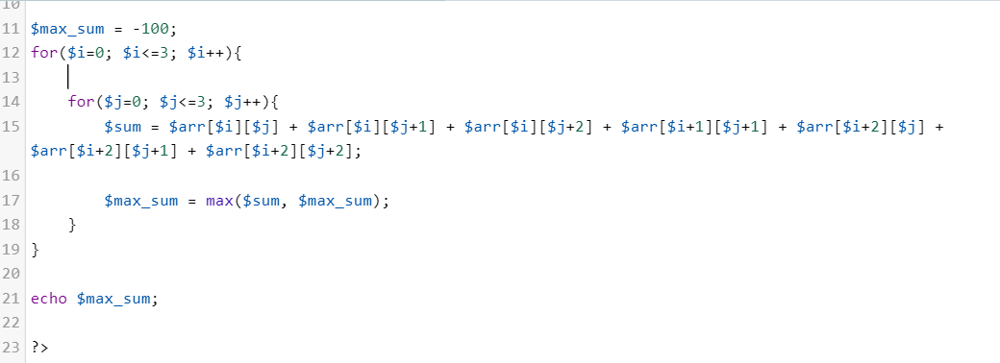 10
11 $max_sum = -100;
12 for($i=0; $i<=3; $i++){
13
14     for($j=0; $j<=3; $j++){
15         $sum = $arr[$i][$j] + $arr[$i][$j+1] + $arr[$i][$j+2] + $arr[$i+1][$j+1] + $arr[$i+2][$j] +
$arr[$i+2][$j+1] + $arr[$i+2][$j+2];
16
17         $max_sum = max($sum, $max_sum);
18     }
19 }
20
21 echo $max_sum;
22
23 ?>